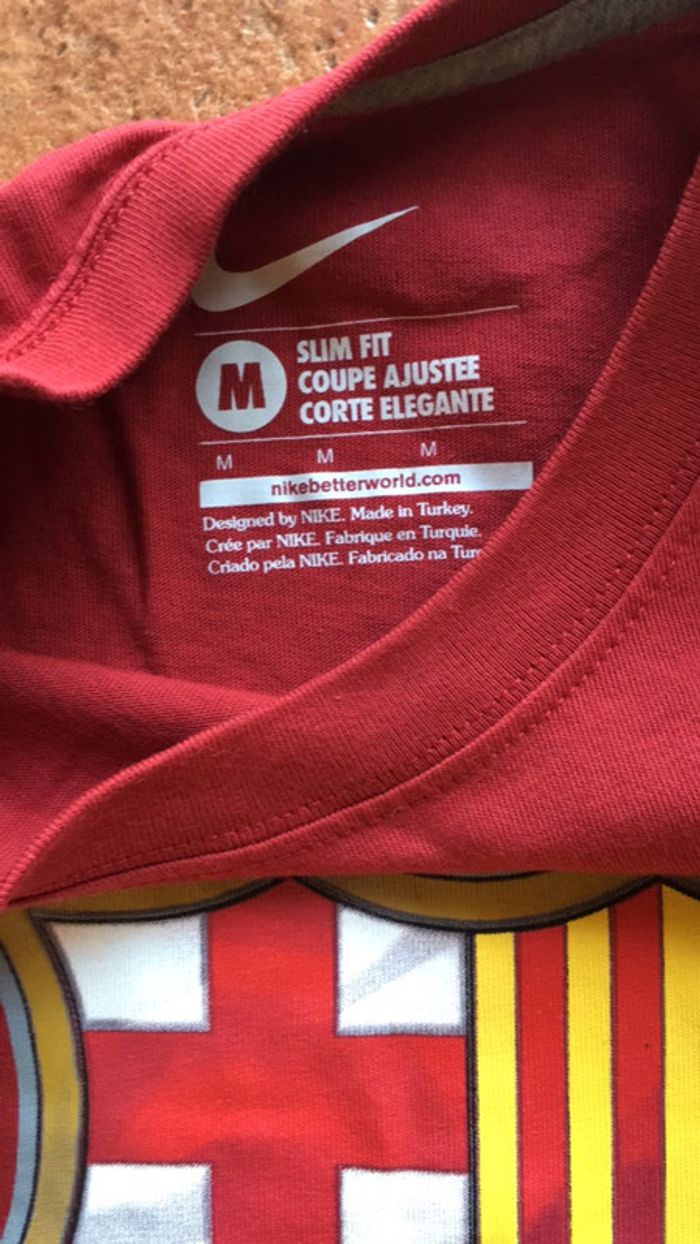 M
SLIM FIT
COUPE AJUSTEE
CORTE ELEGANTE
M M M
nikebetterworld.com
Designed by NIKE. Made in Turkey.
Crée par NIKE. Fabrique en Turquie.
Criado pela NIKE. Fabricado na